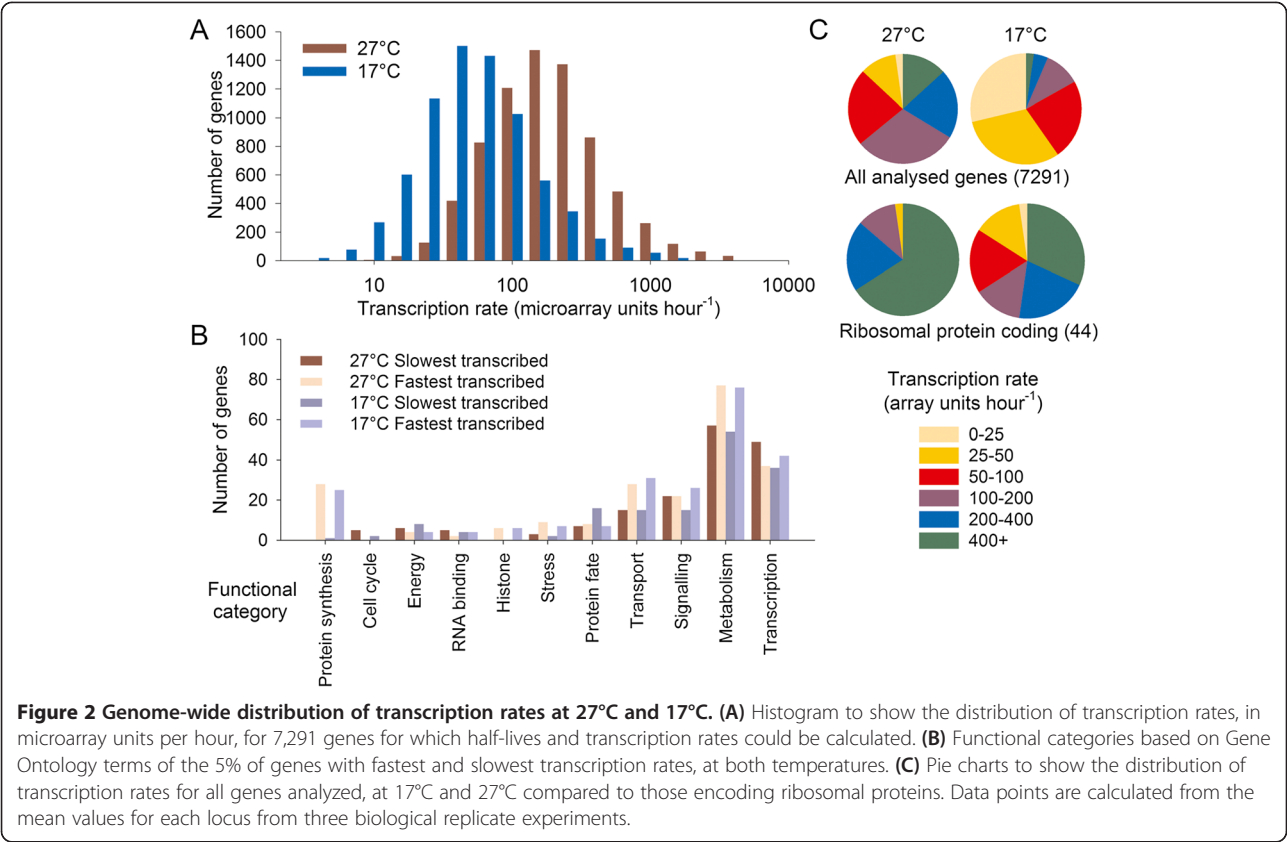 A
1600
1400
1200
1000
800
600
400
200
0
Number of genes
27°C
17°C
10
100
1000
10000
Transcription rate (microarray units hour-1)
B
100
80
60
40
20
0
Number of genes
27°C Slowest transcribed
27°C Fastest transcribed
17°C Slowest transcribed
17°C Fastest transcribed
Functional
category
Protein synthesis
Cell cycle
Energy
RNA binding
Histone
Stress
Protein fate
Transport
Signalling
Metabolism
Transcription
C
27°C
17°C
All analysed genes (7291)
Ribosomal protein coding (44)
Transcription rate
(array units hour-1)
0-25
25-50
50-100
100-200
200-400
400+
Figure 2 Genome-wide distribution of transcription rates at 27°C and 17°C. (A) Histogram to show the distribution of transcription rates, in
microarray units per hour, for 7,291 genes for which half-lives and transcription rates could be calculated. (B) Functional categories based on Gene
Ontology terms of the 5% of genes with fastest and slowest transcription rates, at both temperatures. (C) Pie charts to show the distribution of
transcription rates for all genes analyzed, at 17°C and 27°C compared to those encoding ribosomal proteins. Data points are calculated from the
mean values for each locus from three biological replicate experiments.